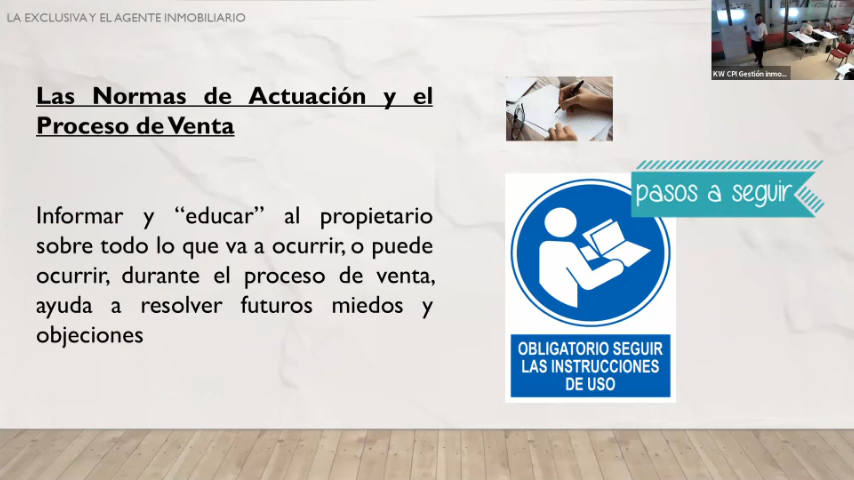 LA EXCLUSIVA Y EL AGENTE INMOBILIARIO
KW CPI Gestión inmo...
Las Normas de Actuación y el
Proceso de Venta
pasos a seguir
Informar y “educar” al propietario
sobre todo lo que va a ocurrir, o puede
ocurrir, durante el proceso de venta,
ayuda a resolver futuros miedos y
objeciones
OBLIGATORIO SEGUIR
LAS INSTRUCCIONES
DE USO